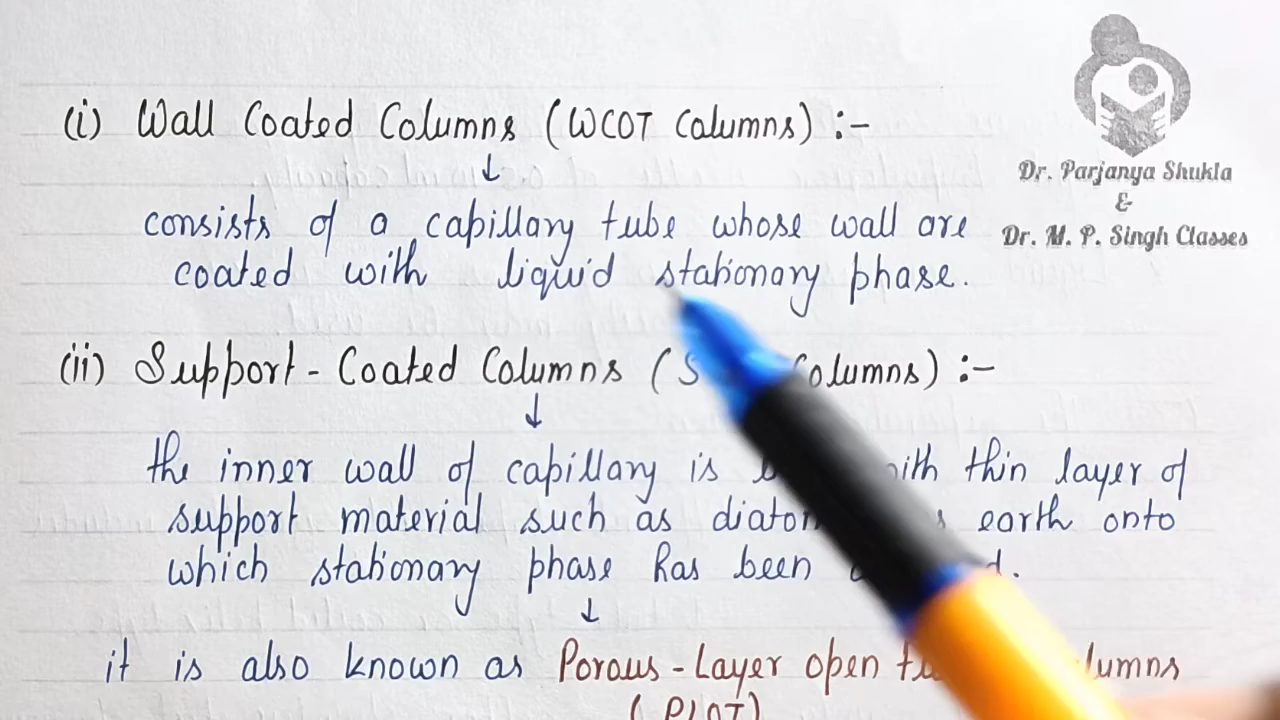 (i) Wall Coated Columns (WCOT Columns) :-
↓
consists of a capillary tube whose wall are
coated with liquid stationary phase.
(ii) Support - Coated Columns ( Columns) :-
↓
the inner wall of capillary is with thin layer of
support material such as earth onto
which stationary phase has been
↓
it is also known as Porous - Layer open
(PLOT)
Dr. Parjanya Shukla
&
Dr. M. P. Singh Classes